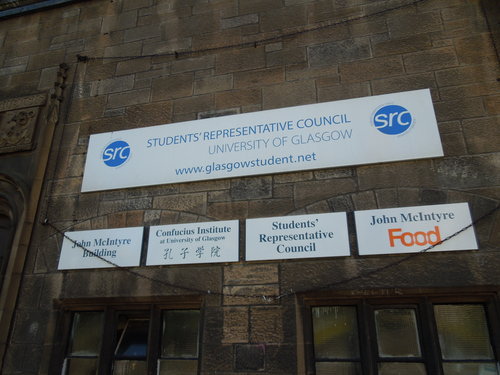 src
STUDENTS' REPRESENTATIVE COUNCIL
UNIVERSITY OF GLASGOW
www.glasgowstudent.net
src
John McIntyre
Building
Confucius Institute
at University of Glasgow
孔子学院
Students'
Representative
Council
John McIntyre
Food